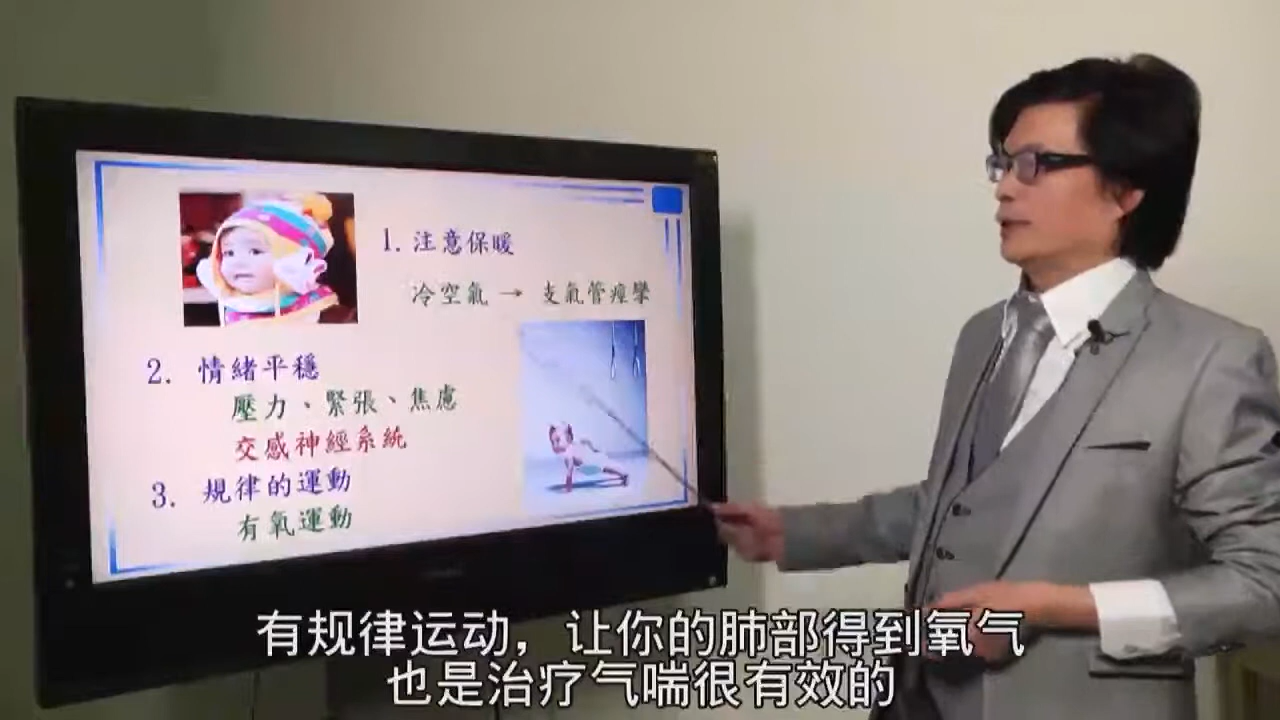 1. 注意保暖
冷空氣 → 支氣管痙攣
2. 情緒平穩
壓力、緊張、焦慮
交感神經系統
3. 規律的運動
有氧運動
有规律运动，让你的肺部得到氧气
也是治疗气喘很有效的